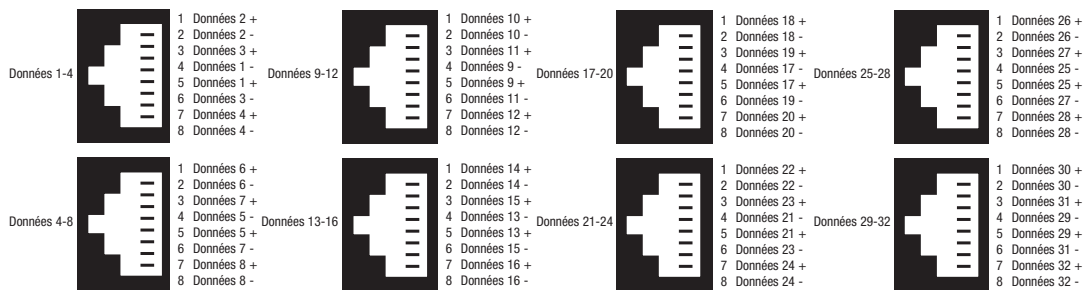 Données 1-4
1 Données 2 +
2 Données 2 -
3 Données 3 +
4 Données 1 -
5 Données 1 +
6 Données 3 -
7 Données 4 +
8 Données 4 -
Données 9-12
1 Données 10 +
2 Données 10 -
3 Données 11 +
4 Données 9 -
5 Données 9 +
6 Données 11 -
7 Données 12 +
8 Données 12 -
Données 17-20
1 Données 18 +
2 Données 18 -
3 Données 19 +
4 Données 17 -
5 Données 17 +
6 Données 19 -
7 Données 20 +
8 Données 20 -
Données 25-28
1 Données 26 +
2 Données 26 -
3 Données 27 +
4 Données 25 -
5 Données 25 +
6 Données 27 -
7 Données 28 +
8 Données 28 -
Données 4-8
1 Données 6 +
2 Données 6 -
3 Données 7 +
4 Données 5 -
5 Données 5 +
6 Données 7 -
7 Données 8 +
8 Données 8 -
Données 13-16
1 Données 14 +
2 Données 14 -
3 Données 15 +
4 Données 13 -
5 Données 13 +
6 Données 15 -
7 Données 16 +
8 Données 16 -
Données 21-24
1 Données 22 +
2 Données 22 -
3 Données 23 +
4 Données 21 -
5 Données 21 +
6 Données 23 -
7 Données 24 +
8 Données 24 -
Données 29-32
1 Données 30 +
2 Données 30 -
3 Données 31 +
4 Données 29 -
5 Données 29 +
6 Données 31 -
7 Données 32 +
8 Données 32 -